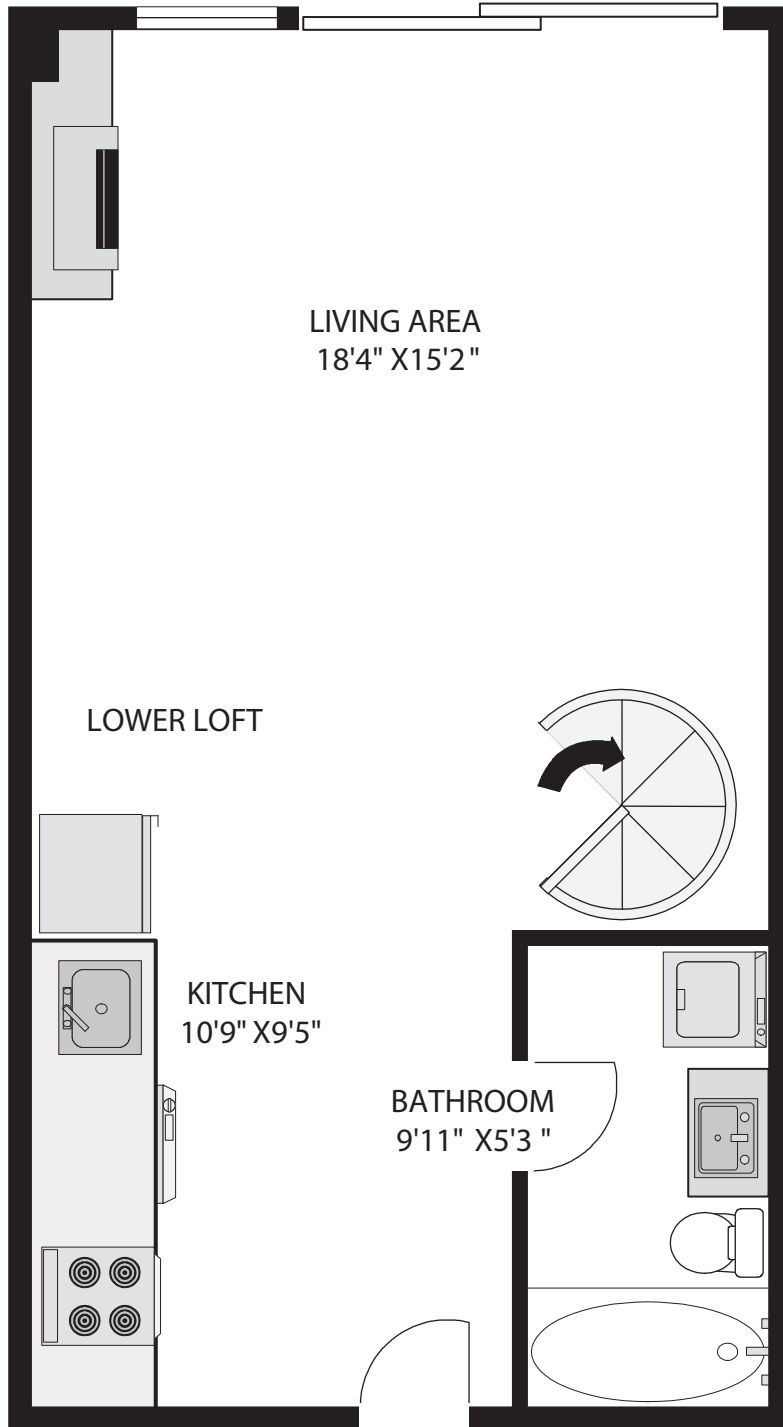 LIVING AREA
18'4" X15'2"
LOWER LOFT
KITCHEN
10'9" X9'5"
BATHROOM
9'11" X5'3 "